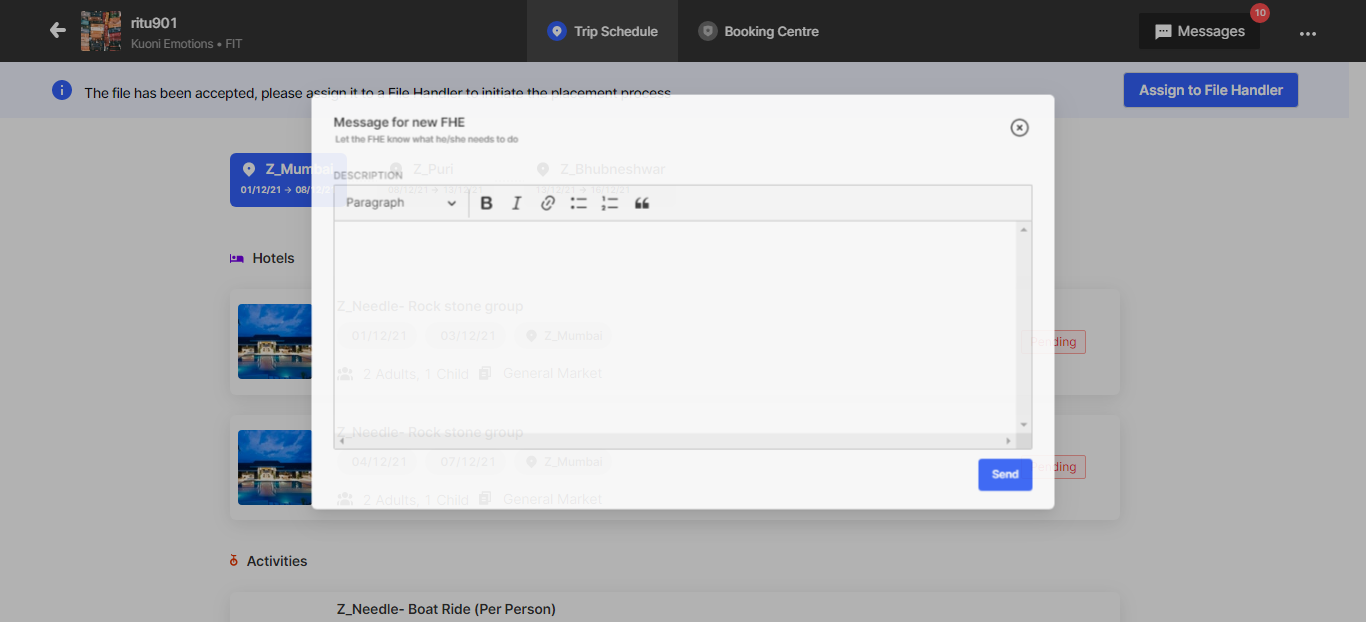 ritu901
Kuoni Emotions • FIT
Trip Schedule
Booking Centre
Messages
10
The file has been accepted, please assign it to a File Handler to initiate the placement process
Assign to File Handler
Message for new FHE
Let the FHE know what he/she needs to do
Z_Mumbai
01/12/21 → 08/12/21
Z_Puri
08/12/21 → 13/12/21
Z_Bhubneshwar
13/12/21 → 18/12/21
DESCRIPTION
Paragraph
Hotels
Z_Needle- Rock stone group
01/12/21 03/12/21 Z_Mumbai
Pending
2 Adults, 1 Child General Market
Z_Needle- Rock stone group
04/12/21 07/12/21 Z_Mumbai
Pending
Send
2 Adults, 1 Child General Market
Activities
Z_Needle- Boat Ride (Per Person)